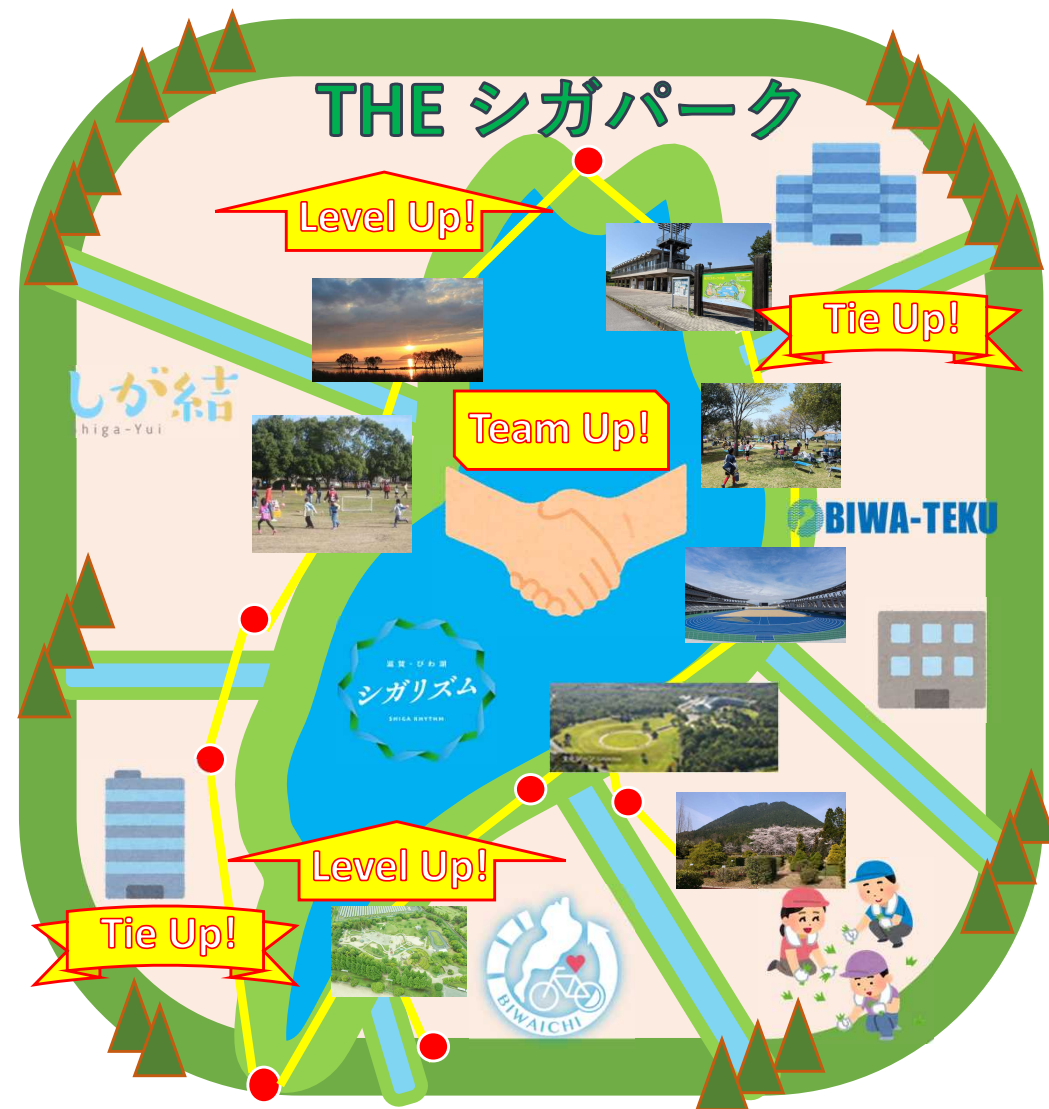 THE シガパーク
Level Up!
Tie Up!
しが結
higa-Yui
Team Up!
BIWA-TEKU
滋賀・びわ湖
シガリズム
SHIGA RHYTHM
Level Up!
Tie Up!
BIWAICHI